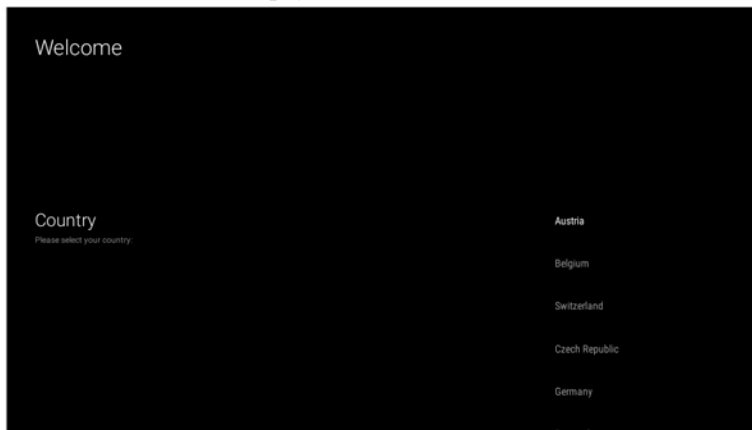 Welcome
Country
Please select your country:
Austria
Belgium
Switzerland
Czech Republic
Germany